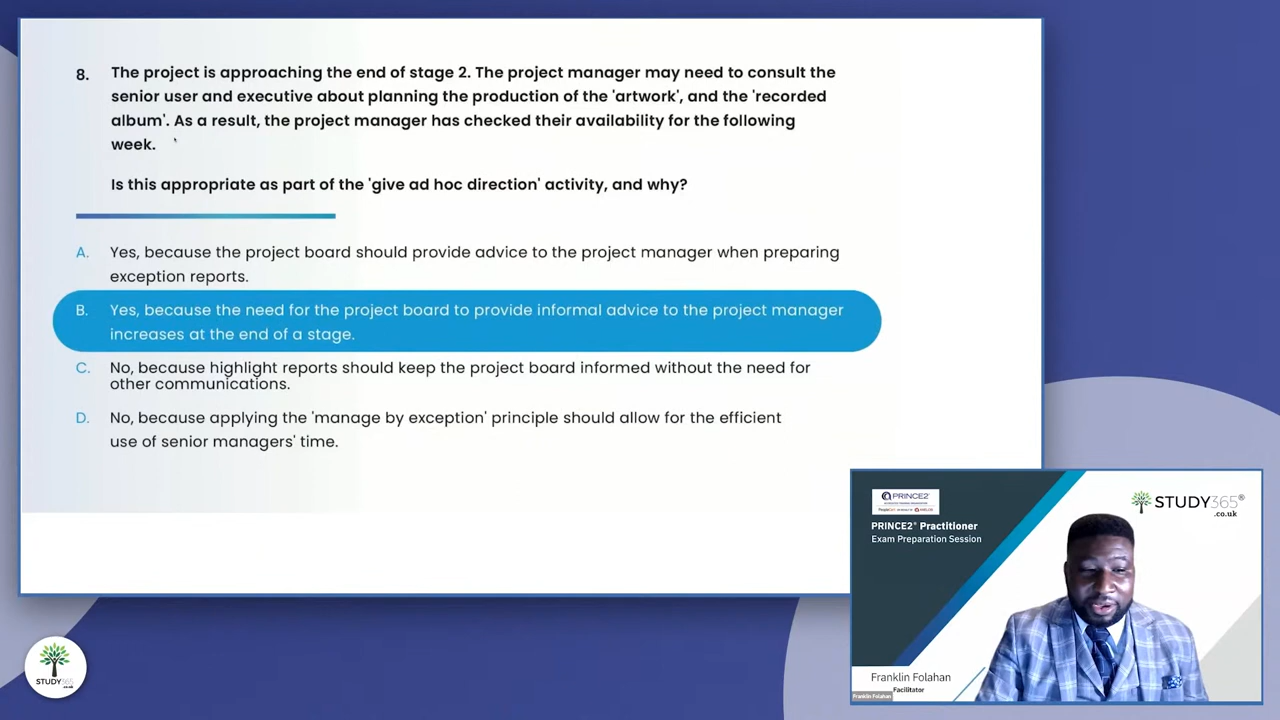 8. The project is approaching the end of stage 2. The project manager may need to consult the
senior user and executive about planning the production of the 'artwork', and the 'recorded
album'. As a result, the project manager has checked their availability for the following
week.
Is this appropriate as part of the 'give ad hoc direction' activity, and why?
A. Yes, because the project board should provide advice to the project manager when preparing
exception reports.
B. Yes, because the need for the project board to provide informal advice to the project manager
increases at the end of a stage.
C. No, because highlight reports should keep the project board informed without the need for
other communications.
D. No, because applying the 'manage by exception' principle should allow for the efficient
use of senior managers' time.
PRINCE2
PRINCE2® Practitioner
Exam Preparation Session
STUDY365®
.co.uk
Franklin Folahan
Facilitator
Franklin Folahan
STUDY365
.co.uk